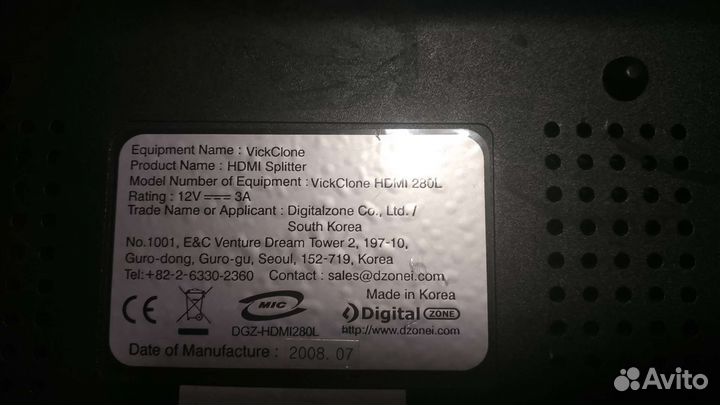 Equipment Name : VickClone
Product Name : HDMI Splitter
Model Number of Equipment : VickClone HDMI 280L
Rating : 12V ⎓ 3A
Trade Name or Applicant : Digitalzone Co., Ltd. /
South Korea
No.1001, E&C Venture Dream Tower 2, 197-10,
Guro-dong, Guro-gu, Seoul, 152-719, Korea
Tel:+82-2-6330-2360 Contact : sales@dzonei.com
CE
MIC
DGZ-HDMI280L
Made in Korea
Digital ZONE
http://www.dzonei.com
Date of Manufacture : 2008. 07
Avito